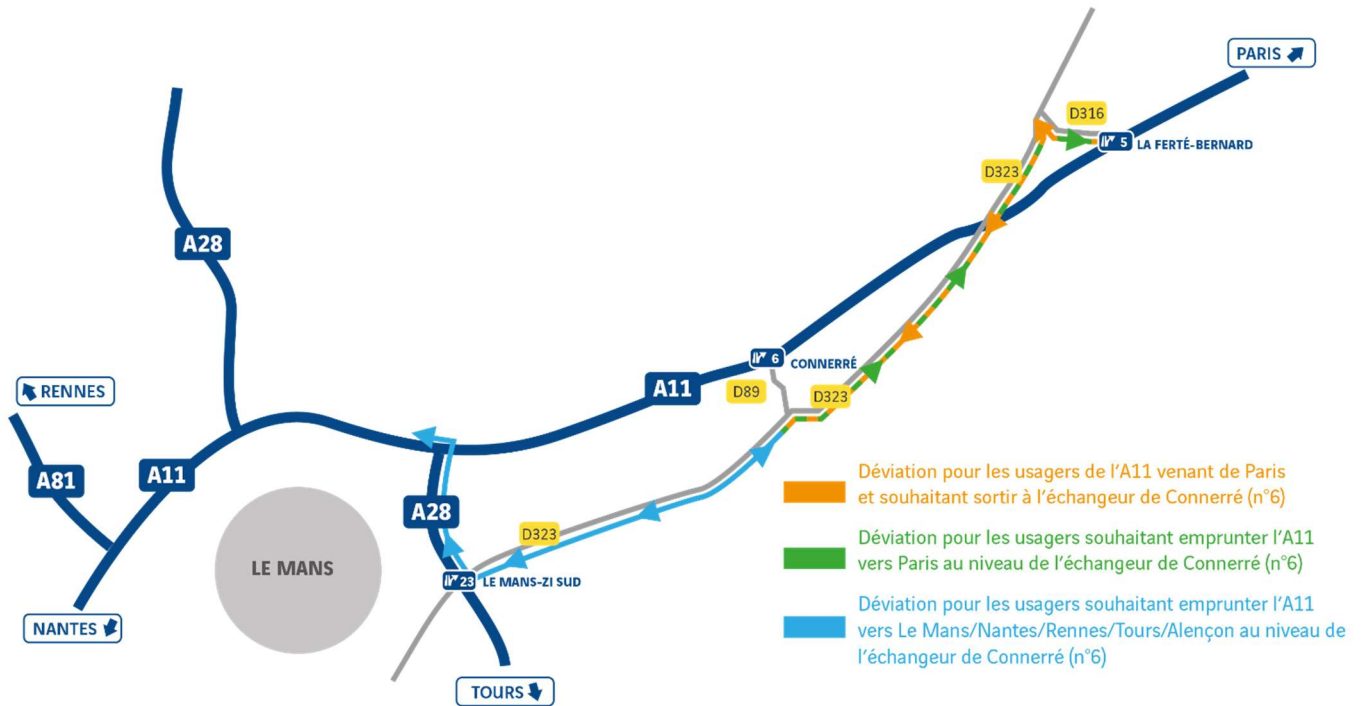 PARIS
D316
5
LA FERTÉ-BERNARD
D323
A28
6
CONNERRÉ
A11
D89
D323
RENNES
A81
A11
A28
D323
LE MANS
23
LE MANS-ZI SUD
NANTES
TOURS
Déviation pour les usagers de l'A11 venant de Paris
et souhaitant sortir à l'échangeur de Connerré (n°6)
Déviation pour les usagers souhaitant emprunter l'A11
vers Paris au niveau de l'échangeur de Connerré (n°6)
Déviation pour les usagers souhaitant emprunter l'A11
vers Le Mans/Nantes/Rennes/Tours/Alençon au niveau de
l'échangeur de Connerré (n°6)